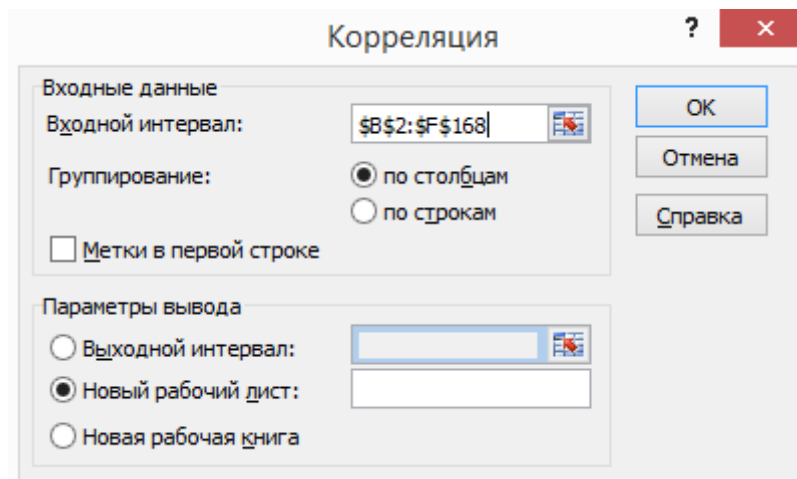 Корреляция
?
×
Входные данные
Входной интервал:
$B$2:$F$168
Группирование:
по столбцам
по строкам
Метки в первой строке
OK
Отмена
Справка
Параметры вывода
Выходной интервал:
Новый рабочий лист:
Новая рабочая книга